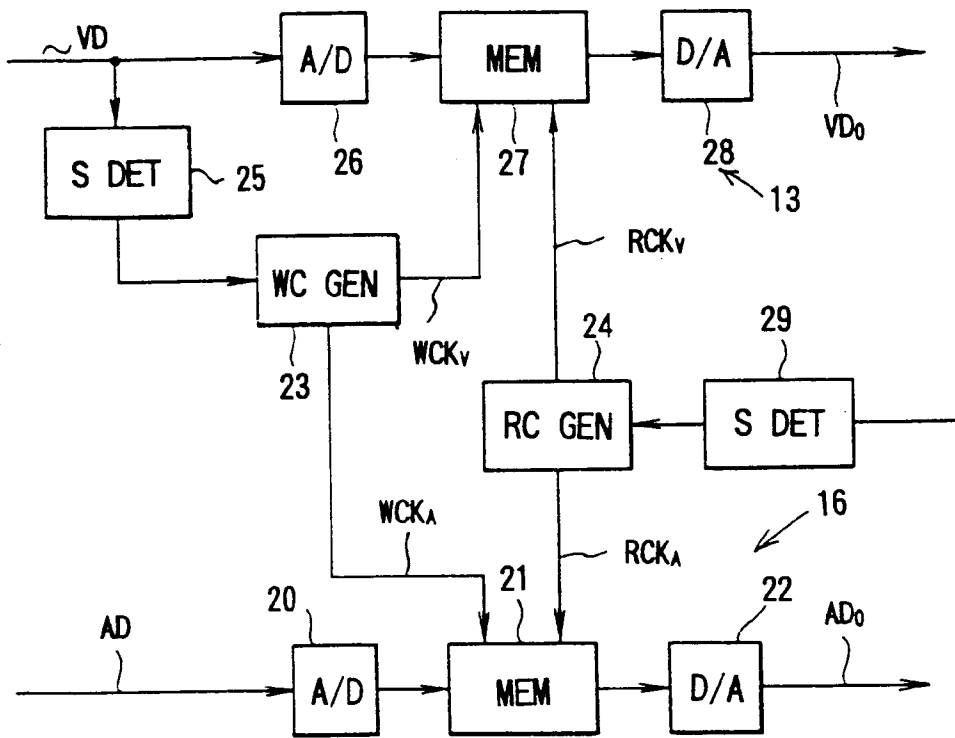 VD
A/D
MEM
D/A
26
27
28
VD₀
13
S DET
25
WC GEN
23
WCKᵥ
RCKᵥ
24
29
RC GEN
S DET
WCKₐ
RCKₐ
16
AD
20
21
22
AD₀
A/D
MEM
D/A